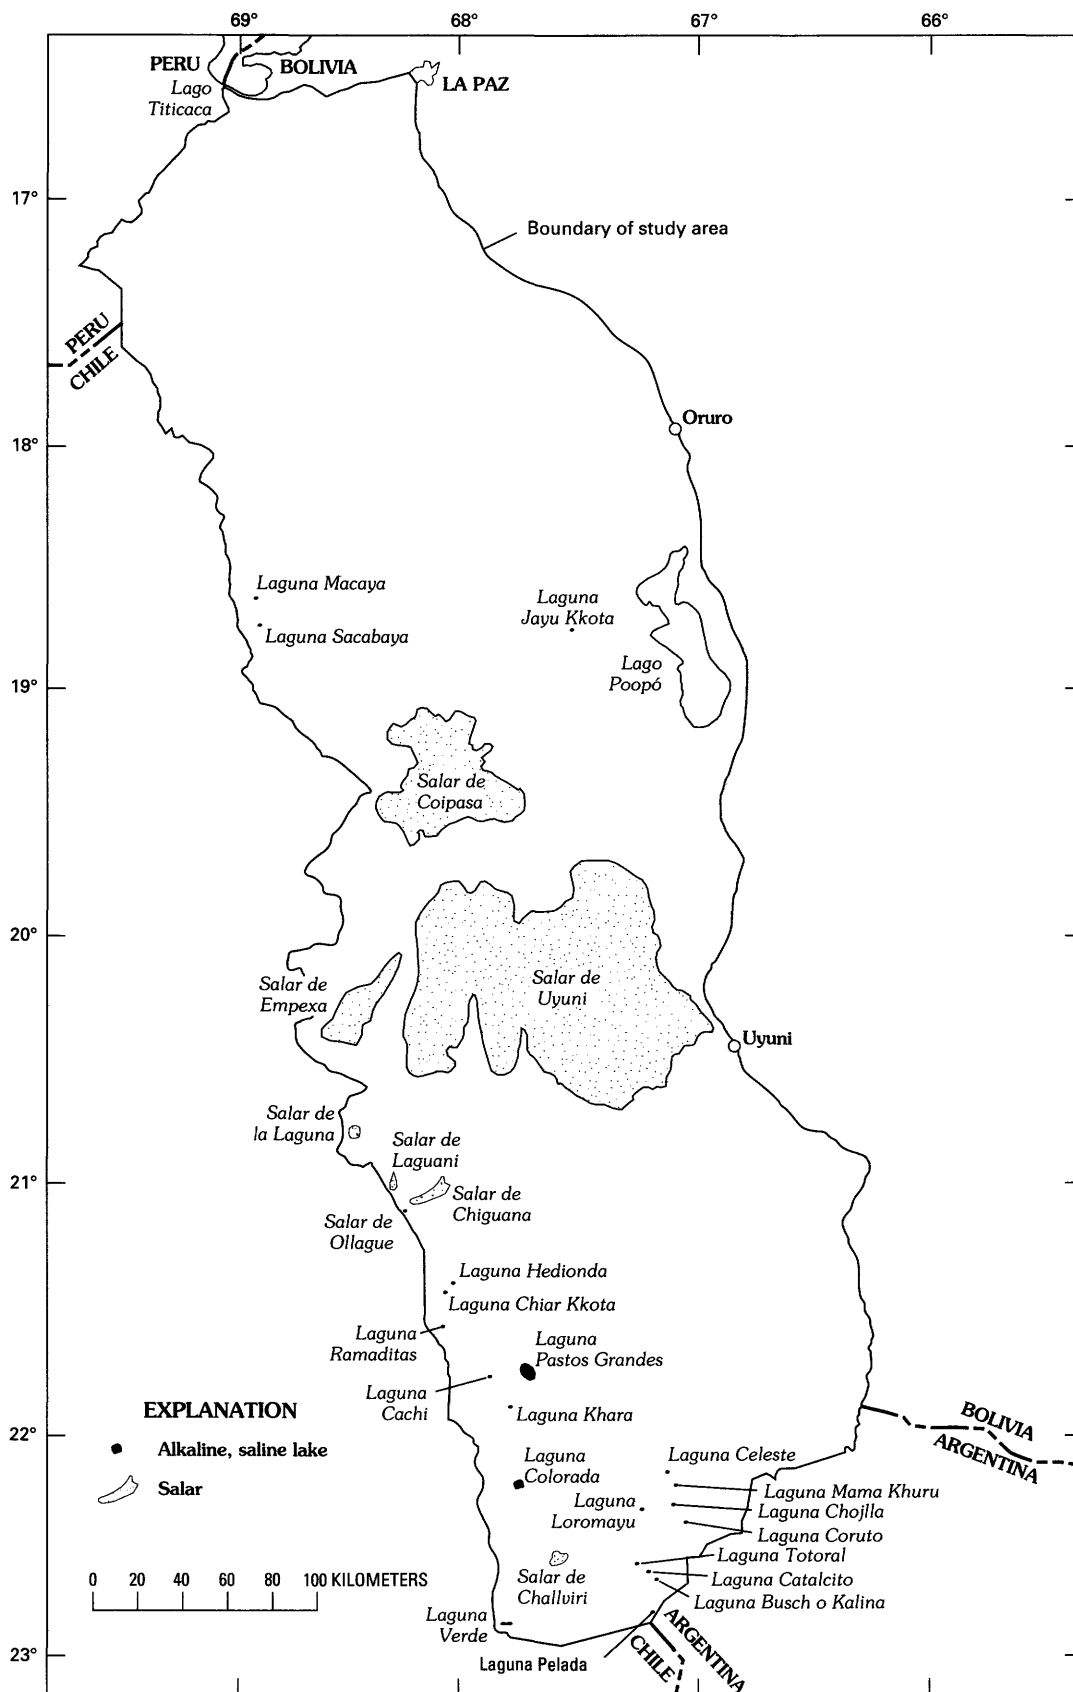 69° 68° 67° 66°
PERU
BOLIVIA
Lago
Titicaca
LA PAZ
17°
Boundary of study area
PERU
CHILE
Oruro
18°
Laguna Macaya
Laguna
Jayu Kkota
Laguna Sacabaya
Lago
Poopó
19°
Salar de
Coipasa
20°
Salar de
Empexa
Salar de
Uyuni
Uyuni
Salar de
la Laguna
Salar de
Laguani
21°
Salar de
Chiguana
Salar de
Ollague
Laguna Hedionda
Laguna Chiar Kkota
Laguna
Ramaditas
Laguna
Pastos Grandes
Laguna
Cachi
Laguna Khara
EXPLANATION
Alkaline, saline lake
Salar
22°
BOLIVIA
ARGENTINA
Laguna Celeste
Laguna
Colorada
Laguna Mama Khuru
Laguna
Loromayu
Laguna Chojlla
Laguna Coruto
Laguna Totoral
Salar de
Challviri
Laguna Catalcito
Laguna Busch o Kalina
0 20 40 60 80 100 KILOMETERS
Laguna
Verde
ARGENTINA
CHILE
Laguna Pelada
23°